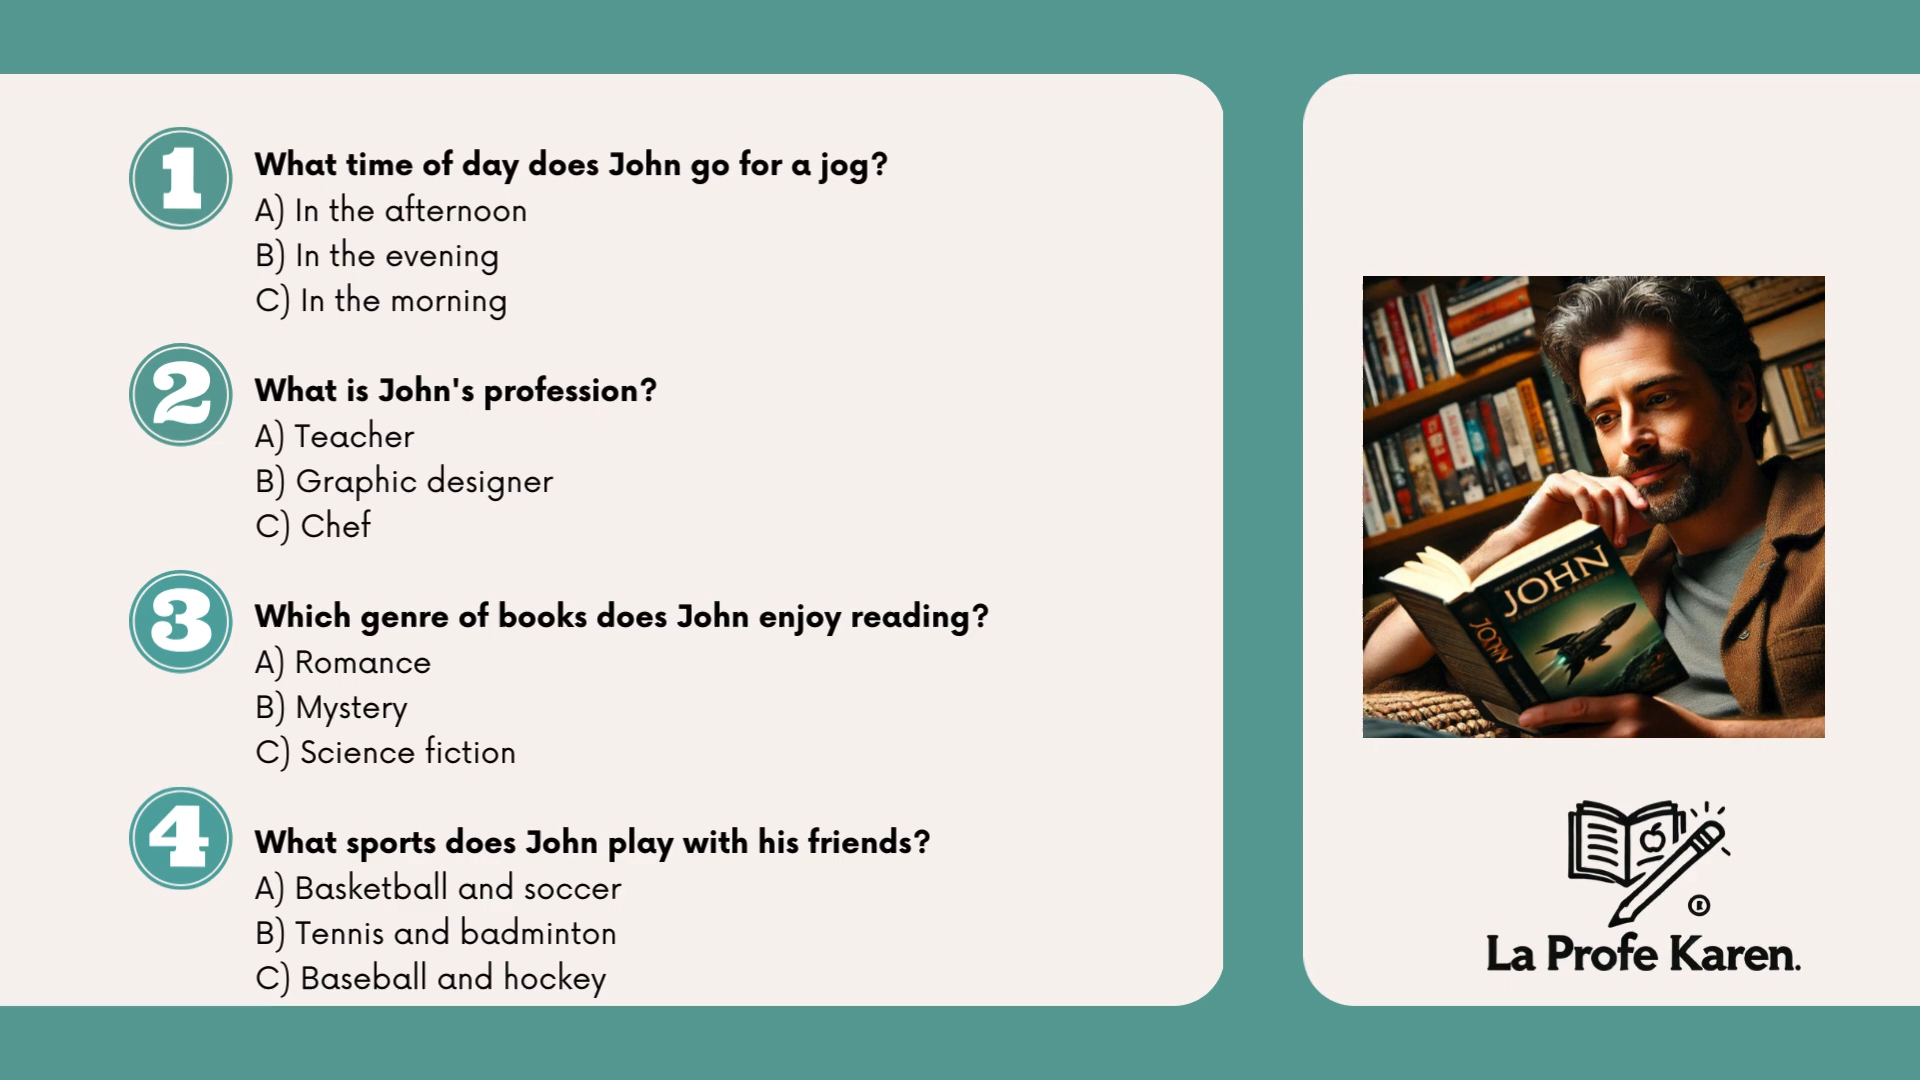 1
What time of day does John go for a jog?
A) In the afternoon
B) In the evening
C) In the morning
2
What is John's profession?
A) Teacher
B) Graphic designer
C) Chef
3
Which genre of books does John enjoy reading?
A) Romance
B) Mystery
C) Science fiction
4
What sports does John play with his friends?
A) Basketball and soccer
B) Tennis and badminton
C) Baseball and hockey
JOHN
JOHN
La Profe Karen.